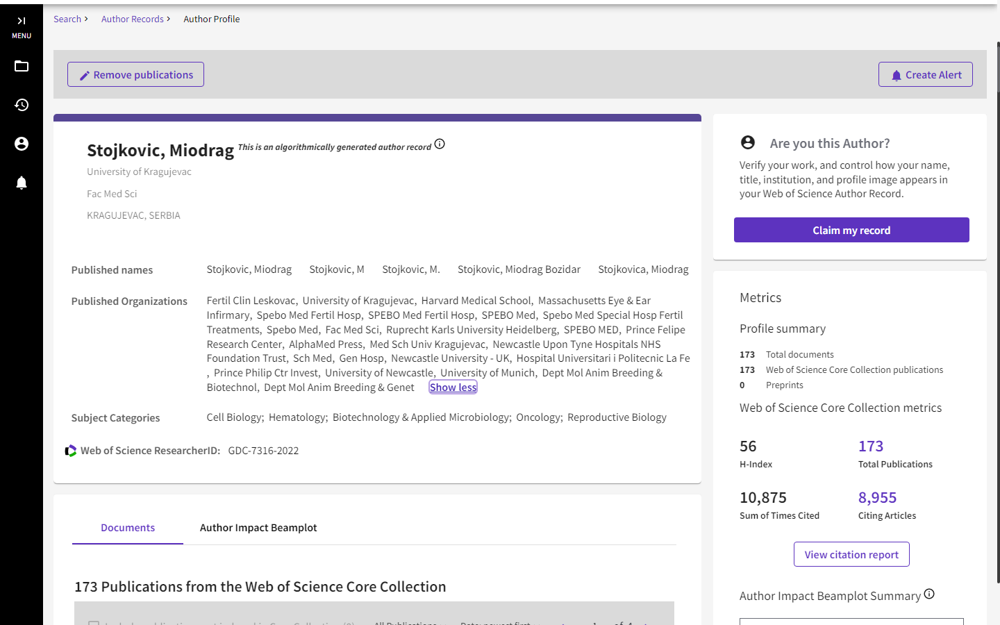 MENU
Search
Author Records
Author Profile
Remove publications
Create Alert
Stojkovic, Miodrag This is an algorithmically generated author record
University of Kragujevac
Fac Med Sci
KRAGUJEVAC, SERBIA
Published names Stojkovic, Miodrag Stojkovic, M Stojkovic, M. Stojkovic, Miodrag Bozidar Stojkovica, Miodrag
Published Organizations Fertil Clin Leskovac, University of Kragujevac, Harvard Medical School, Massachusetts Eye & Ear
Infirmary, Spebo Med Fertil Hosp, SPEBO Med Fertil Hosp, SPEBO Med, Spebo Med Special Hosp Fertil
Treatments, Spebo Med, Fac Med Sci, Ruprecht Karls University Heidelberg, SPEBO MED, Prince Felipe
Research Center, AlphaMed Press, Med Sch Univ Kragujevac, Newcastle Upon Tyne Hospitals NHS
Foundation Trust, Sch Med, Gen Hosp, Newcastle University - UK, Hospital Universitari i Politecnic La Fe
, Prince Philip Ctr Invest, University of Newcastle, University of Munich, Dept Mol Anim Breeding &
Biotechnol, Dept Mol Anim Breeding & Genet Show less
Subject Categories Cell Biology; Hematology; Biotechnology & Applied Microbiology; Oncology; Reproductive Biology
Web of Science ResearcherID: GDC-7316-2022
Documents
Author Impact Beamplot
173 Publications from the Web of Science Core Collection
Are you this Author?
Verify your work, and control how your name,
title, institution, and profile image appears in
your Web of Science Author Record.
Claim my record
Metrics
Profile summary
173 Total documents
173 Web of Science Core Collection publications
0 Preprints
Web of Science Core Collection metrics
56
H-Index
173
Total Publications
10,875
Sum of Times Cited
8,955
Citing Articles
View citation report
Author Impact Beamplot Summary